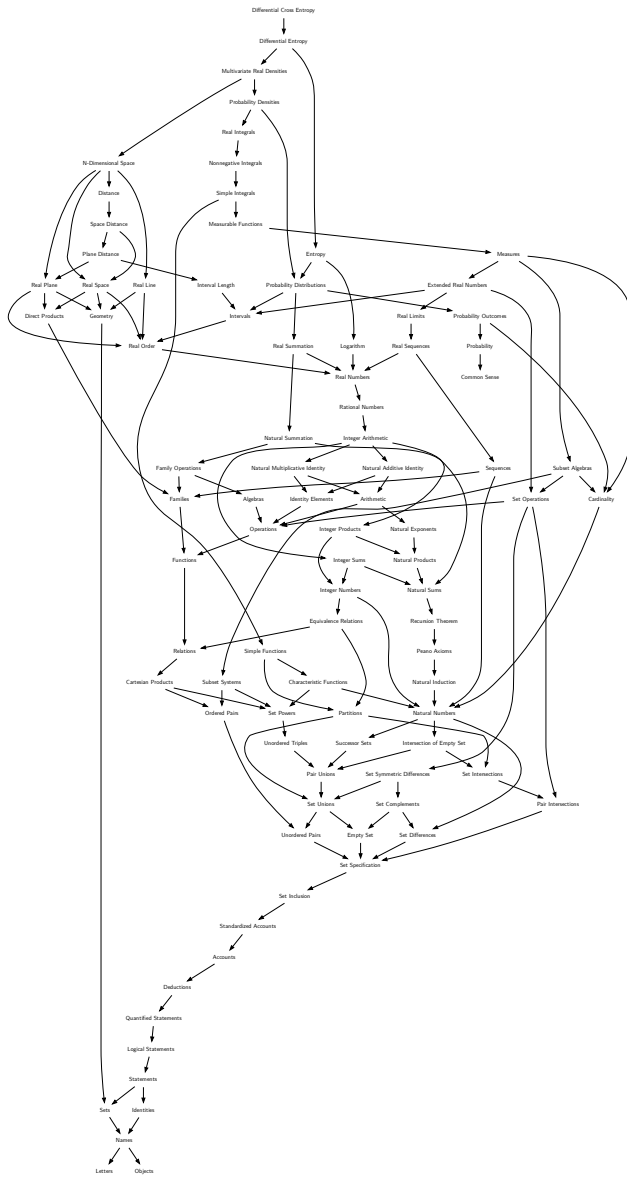 Differential Cross Entropy
Differential Entropy
Multivariate Real Densities
Probability Densities
Real Integrals
N-Dimensional Space
Nonnegative Integrals
Distance
Simple Integrals
Space Distance
Measurable Functions
Plane Distance
Entropy
Measures
Real Plane
Real Space
Real Line
Interval Length
Probability Distributions
Extended Real Numbers
Direct Products
Geometry
Intervals
Real Limits
Probability Outcomes
Real Order
Real Summation
Logarithm
Real Sequences
Probability
Real Numbers
Common Sense
Rational Numbers
Natural Summation
Integer Arithmetic
Family Operations
Natural Multiplicative Identity
Natural Additive Identity
Sequences
Subset Algebras
Families
Algebras
Identity Elements
Arithmetic
Set Operations
Cardinality
Operations
Integer Products
Natural Exponents
Functions
Integer Sums
Natural Products
Integer Numbers
Natural Sums
Equivalence Relations
Recursion Theorem
Relations
Simple Functions
Peano Axioms
Cartesian Products
Subset Systems
Characteristic Functions
Natural Induction
Ordered Pairs
Set Powers
Partitions
Natural Numbers
Unordered Triples
Successor Sets
Intersection of Empty Set
Pair Unions
Set Symmetric Differences
Set Intersections
Set Unions
Set Complements
Pair Intersections
Unordered Pairs
Empty Set
Set Differences
Set Specification
Set Inclusion
Standardized Accounts
Accounts
Deductions
Quantified Statements
Logical Statements
Statements
Sets
Identities
Names
Letters
Objects